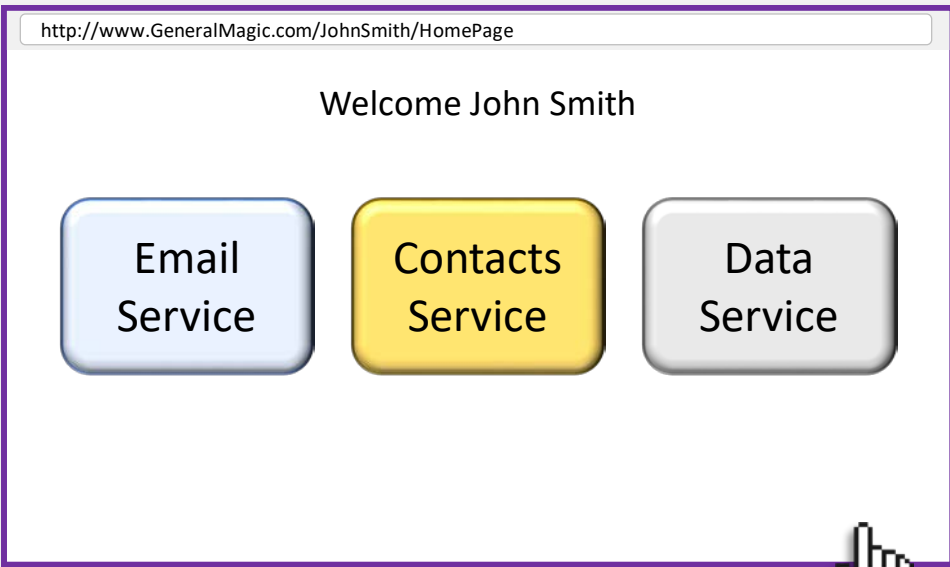 http://www.GeneralMagic.com/JohnSmith/HomePage
Welcome John Smith
Email
Service
Contacts
Service
Data
Service